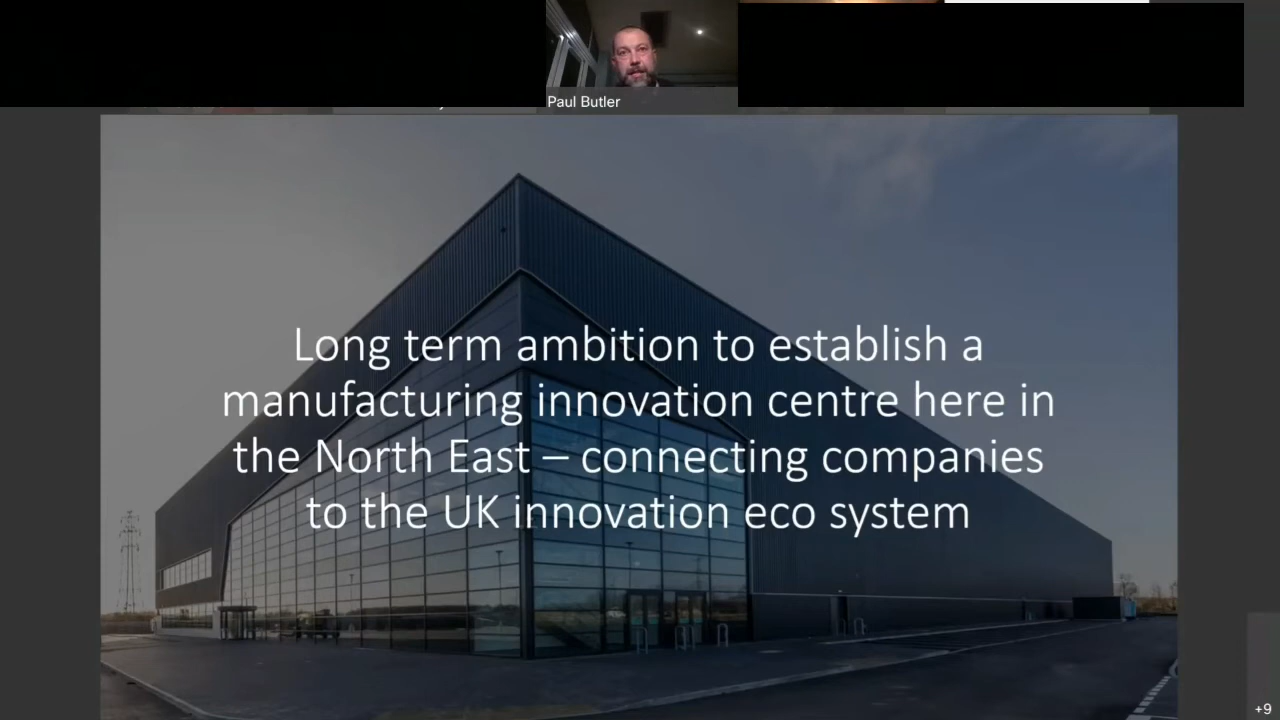 Paul Butler
Long term ambition to establish a
manufacturing innovation centre here in
the North East – connecting companies
to the UK innovation eco system
+9